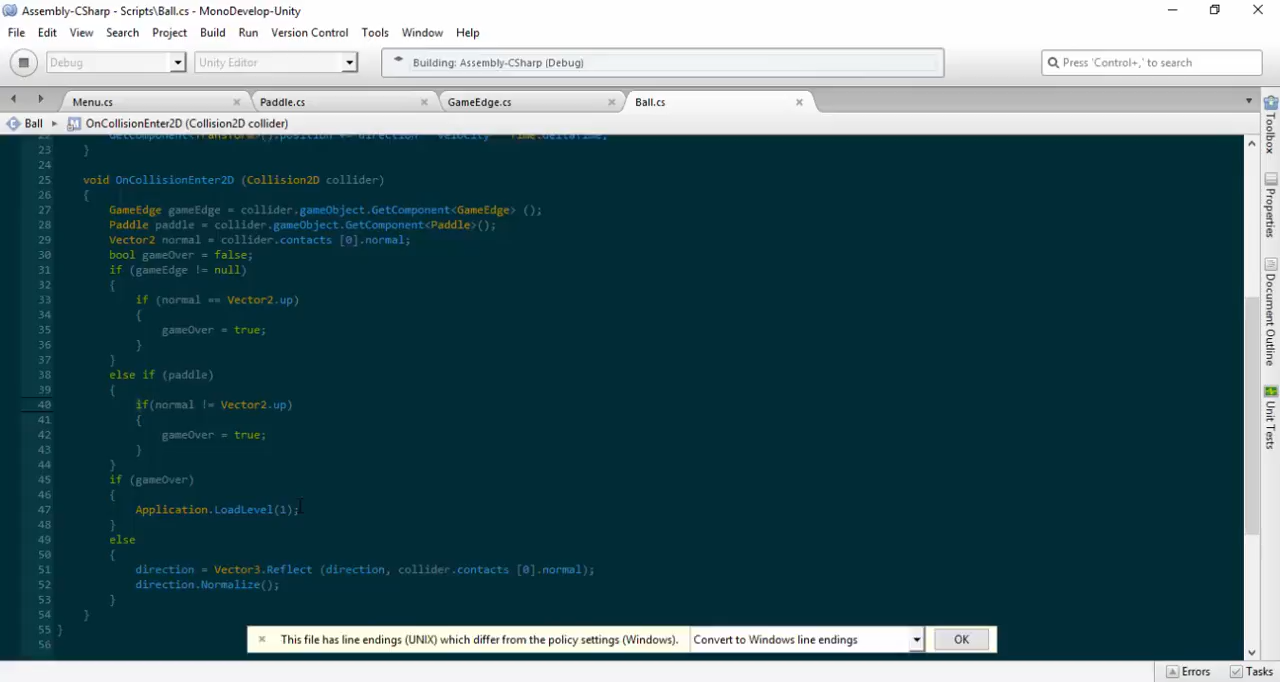 Assembly-CSharp - Scripts\Ball.cs - MonoDevelop-Unity
File Edit View Search Project Build Run Version Control Tools Window Help
Debug Unity Editor Building: Assembly-CSharp (Debug) Press 'Control+,' to search
Menu.cs Paddle.cs GameEdge.cs Ball.cs
Ball OnCollisionEnter2D (Collision2D collider)
22 GetComponent<Transform>().position += direction * velocity * Time.deltaTime;
23 }
24
25 void OnCollisionEnter2D (Collision2D collider)
26 {
27 GameEdge gameEdge = collider.gameObject.GetComponent<GameEdge> ();
28 Paddle paddle = collider.gameObject.GetComponent<Paddle>();
29 Vector2 normal = collider.contacts [0].normal;
30 bool gameOver = false;
31 if (gameEdge != null)
32 {
33 if (normal == Vector2.up)
34 {
35 gameOver = true;
36 }
37 }
38 else if (paddle)
39 {
40 if(normal != Vector2.up)
41 {
42 gameOver = true;
43 }
44 }
45 if (gameOver)
46 {
47 Application.LoadLevel(1);
48 }
49 else
50 {
51 direction = Vector3.Reflect (direction, collider.contacts [0].normal);
52 direction.Normalize();
53 }
54 }
55 }
56
This file has line endings (UNIX) which differ from the policy settings (Windows). Convert to Windows line endings OK
Errors Tasks
Toolbox
Properties
Document Outline
Unit Tests